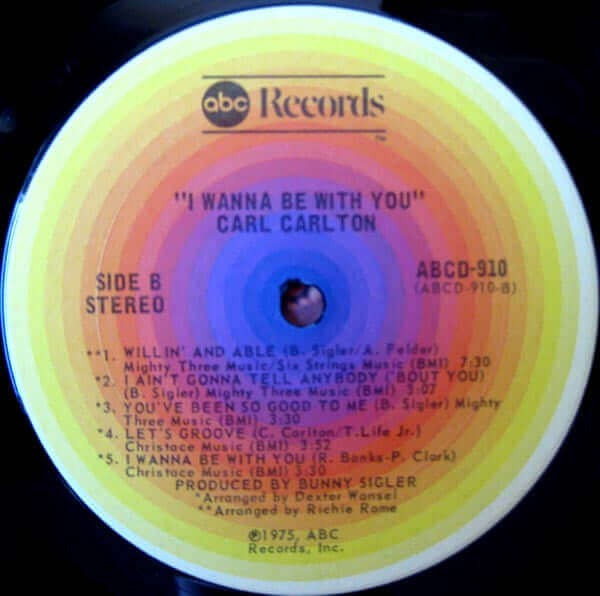 abc Records
TM
"I WANNA BE WITH YOU"
CARL CARLTON
SIDE B
STEREO
ABCD-910
(ABCD-910-B)
**1. WILLIN' AND ABLE (B. Sigler/A. Felder)
Mighty Three Music/Six Strings Music (BMI) 7:30
*2. I AIN'T GONNA TELL ANYBODY ('BOUT YOU)
(B. Sigler) Mighty Three Music (BMI) 3:07
*3. YOU'VE BEEN SO GOOD TO ME (B. Sigler) Mighty
Three Music (BMI) 3:30
*4. LET'S GROOVE (C. Carlton/T. Life Jr.)
Christace Music (BMI) 3:52
*5. I WANNA BE WITH YOU (R. Banks-P. Clark)
Christace Music (BMI) 3:30
PRODUCED BY BUNNY SIGLER
*Arranged by Dexter Wansel
**Arranged by Richie Rome
℗1975, ABC
Records, Inc.